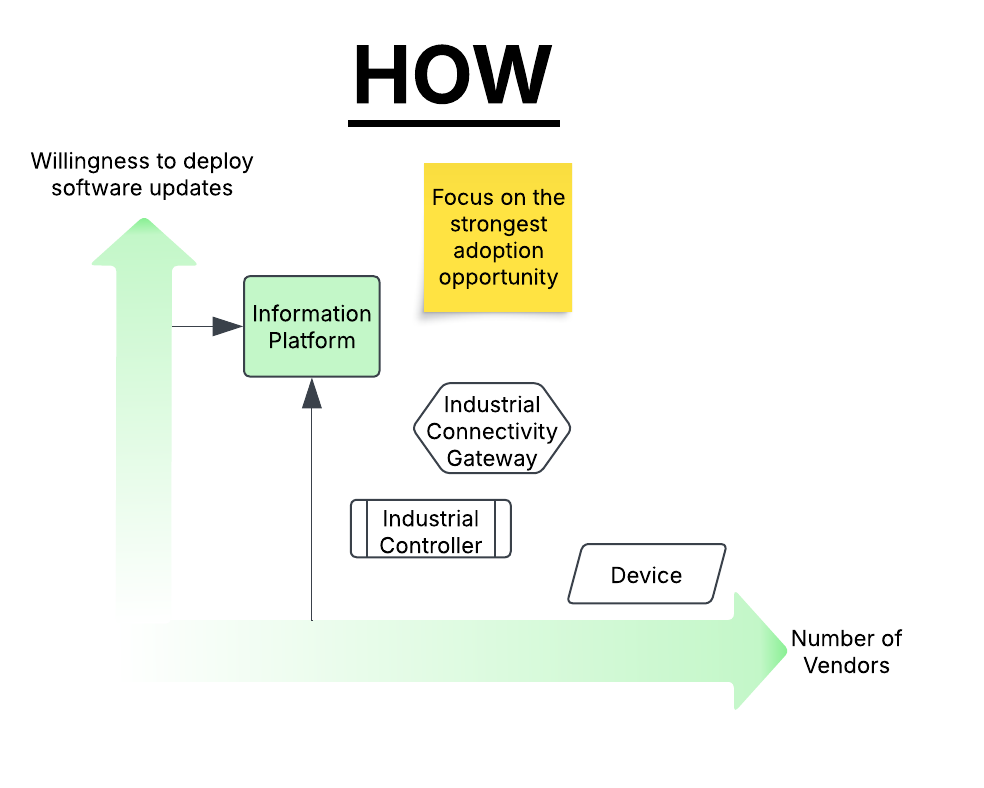 HOW
Willingness to deploy
software updates
Focus on the
strongest
adoption
opportunity
Information
Platform
Industrial
Connectivity
Gateway
Industrial
Controller
Device
Number of
Vendors